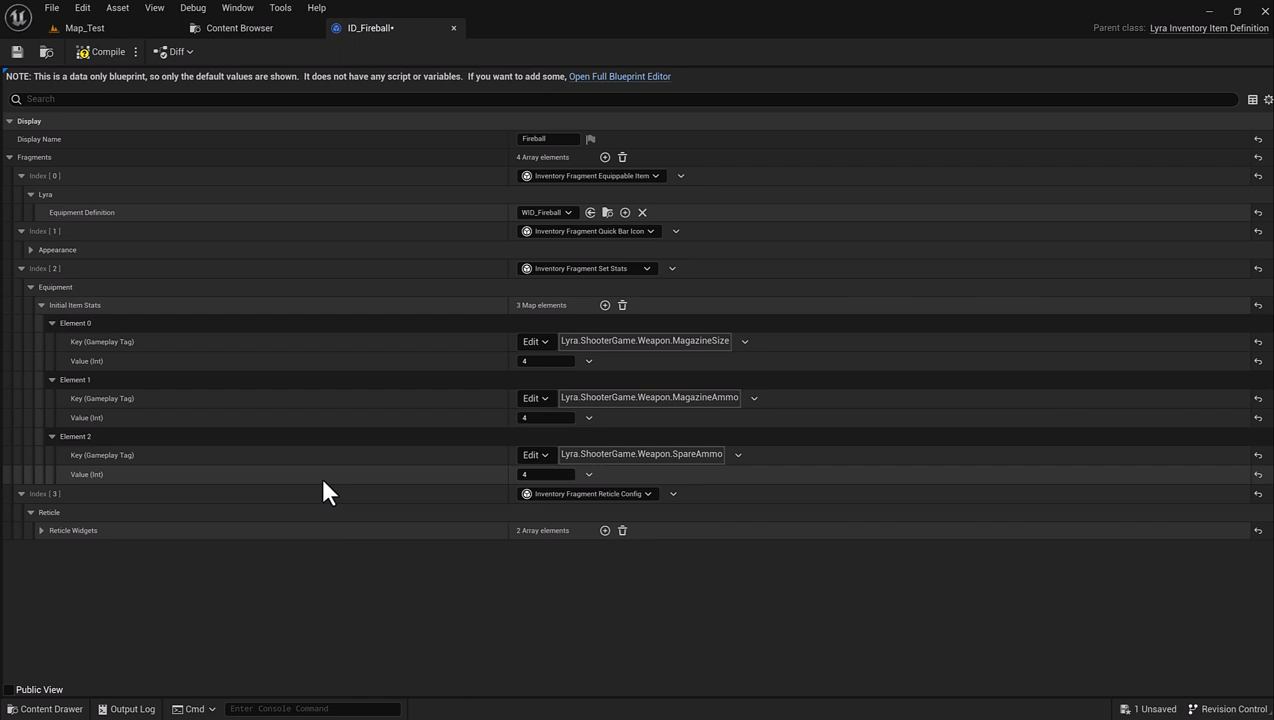 File Edit Asset View Debug Window Tools Help
Map_Test Content Browser ID_Fireball• Parent class: Lyra Inventory Item Definition
Compile Diff
NOTE: This is a data only blueprint, so only the default values are shown. It does not have any script or variables. If you want to add some, Open Full Blueprint Editor
Search
Display
Display Name Fireball
Fragments 4 Array elements
Index [ 0 ] Inventory Fragment Equippable Item
Lyra
Equipment Definition WID_Fireball
Index [ 1 ] Inventory Fragment Quick Bar Icon
Appearance
Index [ 2 ] Inventory Fragment Set Stats
Equipment
Initial Item Stats 3 Map elements
Element 0
Key (Gameplay Tag) Edit Lyra.ShooterGame.Weapon.MagazineSize
Value (Int) 4
Element 1
Key (Gameplay Tag) Edit Lyra.ShooterGame.Weapon.MagazineAmmo
Value (Int) 4
Element 2
Key (Gameplay Tag) Edit Lyra.ShooterGame.Weapon.SpareAmmo
Value (Int) 4
Index [ 3 ] Inventory Fragment Reticle Config
Reticle
Reticle Widgets 2 Array elements
Public View
Content Drawer Output Log Cmd Enter Console Command 1 Unsaved Revision Control